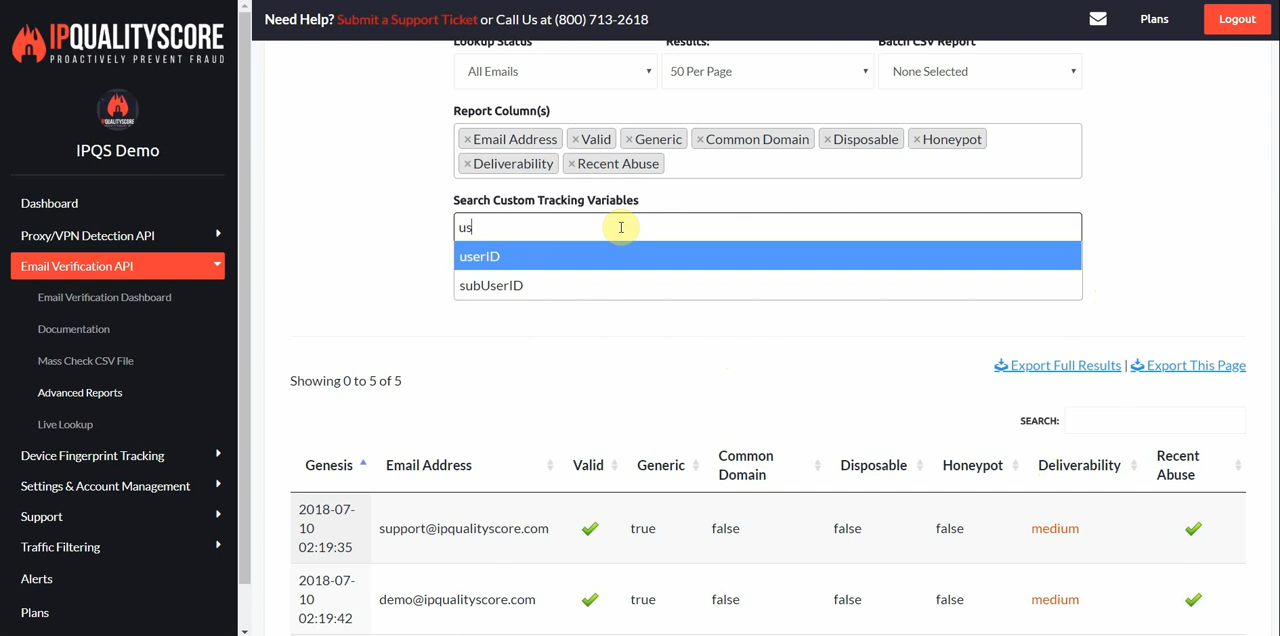 Need Help? Submit a Support Ticket or Call Us at (800) 713-2618
Plans
Logout
IPQUALITYSCORE
PROACTIVELY PREVENT FRAUD
IPQS Demo
Dashboard
Proxy/VPN Detection API
Email Verification API
Email Verification Dashboard
Documentation
Mass Check CSV File
Advanced Reports
Live Lookup
Device Fingerprint Tracking
Settings & Account Management
Support
Traffic Filtering
Alerts
Plans
Lookup Status
Results:
Batch CSV Report
All Emails
50 Per Page
None Selected
Report Column(s)
×Email Address ×Valid ×Generic ×Common Domain ×Disposable ×Honeypot
×Deliverability ×Recent Abuse
Search Custom Tracking Variables
us
userID
subUserID
Export Full Results | Export This Page
Showing 0 to 5 of 5
SEARCH:
Genesis
Email Address
Valid
Generic
Common
Domain
Disposable
Honeypot
Deliverability
Recent
Abuse
2018-07-
10
02:19:35
support@ipqualityscore.com
true
false
false
false
medium
2018-07-
10
02:19:42
demo@ipqualityscore.com
true
false
false
false
medium